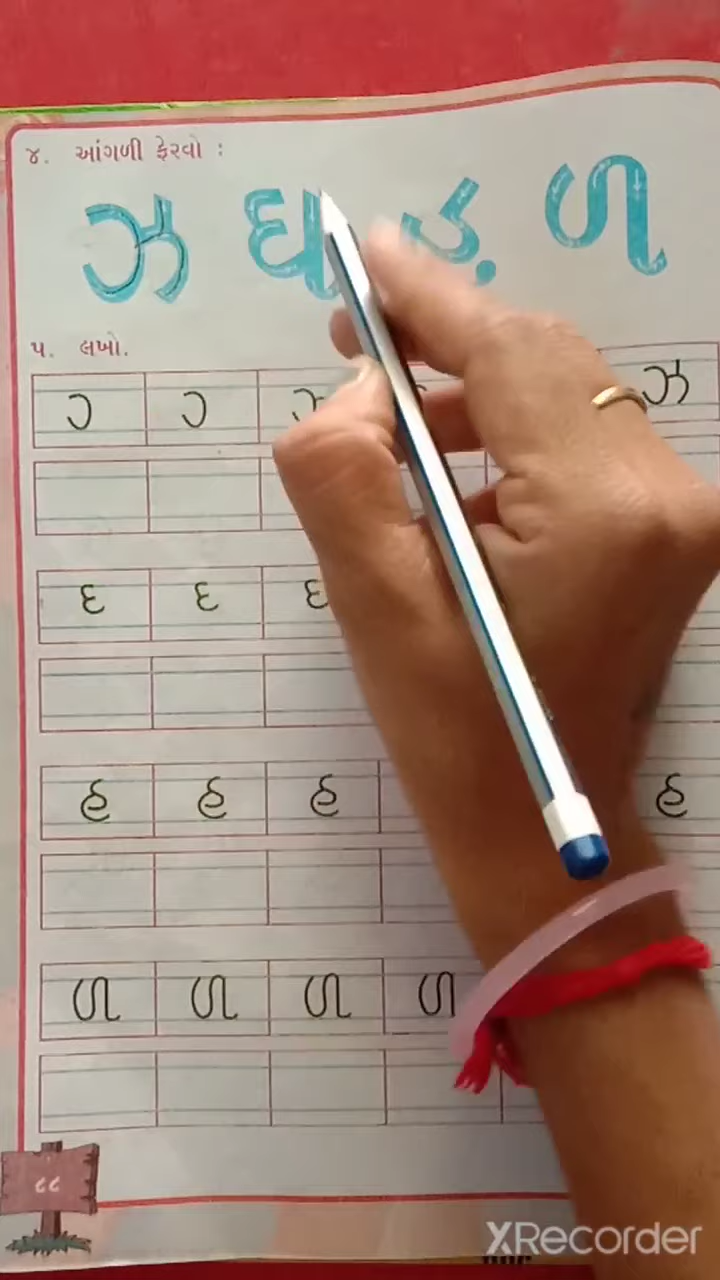 ૪. આંગળી ફેરવો :
ઝ ઘ ળ
૫. લખો.
ઝ
દ દ દ
હ હ હ હ
ળ ળ ળ ળ
૮૮
XRecorder